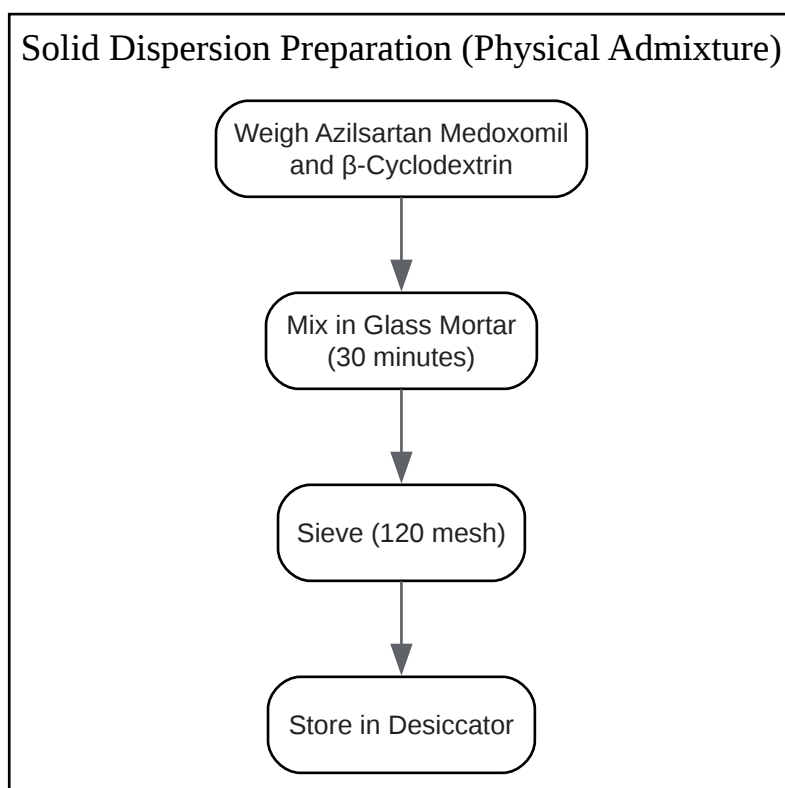 Solid Dispersion Preparation (Physical Admixture)
Weigh Azilsartan Medoxomil
and β-Cyclodextrin
Mix in Glass Mortar
(30 minutes)
Sieve (120 mesh)
Store in Desiccator